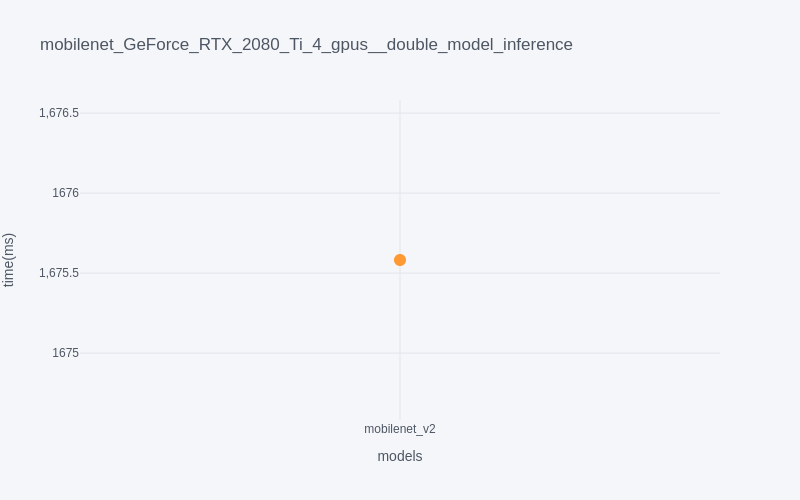 mobilenet_GeForce_RTX_2080_Ti_4_gpus__double_model_inference
1,676.5
1676
1,675.5
1675
time(ms)
mobilenet_v2
models